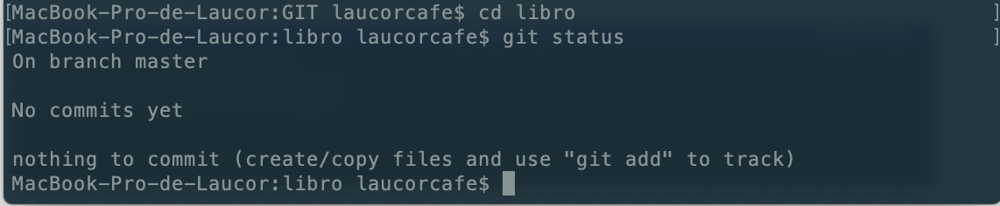 [MacBook-Pro-de-Laucor:GIT laucorcafe$ cd libro ]
[MacBook-Pro-de-Laucor:libro laucorcafe$ git status ]
On branch master
No commits yet
nothing to commit (create/copy files and use "git add" to track)
MacBook-Pro-de-Laucor:libro laucorcafe$